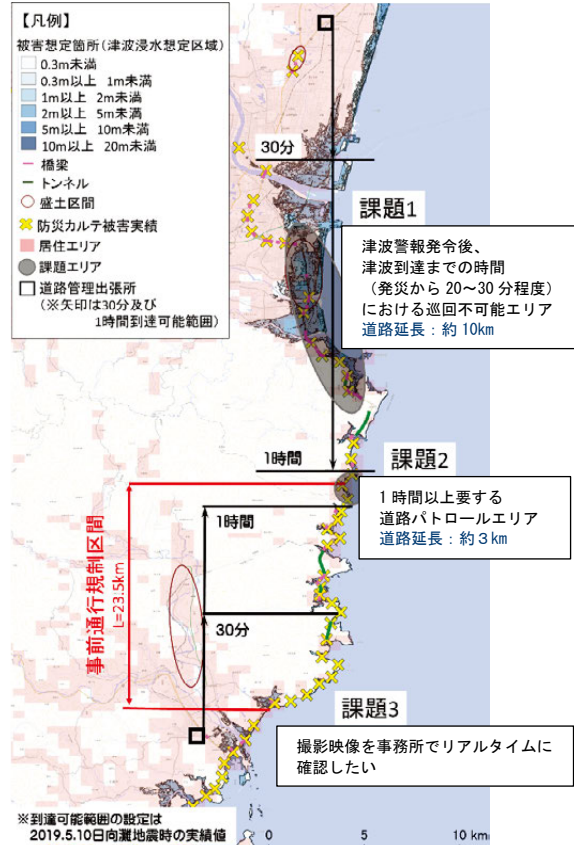 【凡例】
被害想定箇所（津波浸水想定区域）
0.3m未満
0.3m以上 1m未満
1m以上 2m未満
2m以上 5m未満
5m以上 10m未満
10m以上 20m未満
橋梁
トンネル
盛土区間
防災カルテ被害実績
居住エリア
課題エリア
道路管理出張所
（※矢印は30分及び
1時間到達可能範囲）
30分
課題1
津波警報発令後、
津波到達までの時間
（発災から20～30分程度）
における巡回不可能エリア
道路延長：約10km
1時間
課題2
1時間以上要する
道路パトロールエリア
道路延長：約3km
1時間
事前通行規制区間
L=23.5km
30分
課題3
撮影映像を事務所でリアルタイムに
確認したい
※到達可能範囲の設定は
2019.5.10日向灘地震時の実績値
0 5 10 km